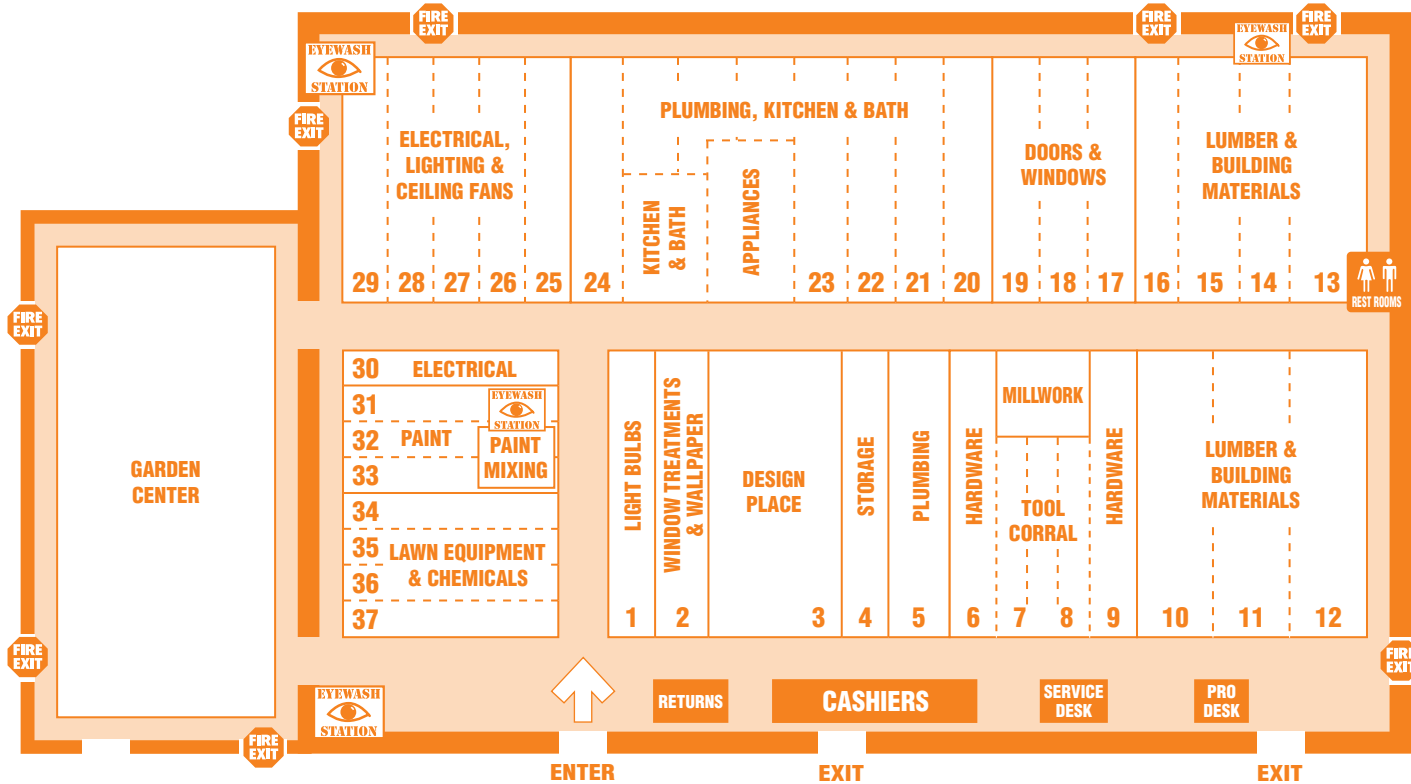 FIRE
EXIT
FIRE
EXIT
FIRE
EXIT
EYEWASH
STATION
EYEWASH
STATION
FIRE
EXIT
ELECTRICAL,
LIGHTING &
CEILING FANS
PLUMBING, KITCHEN & BATH
KITCHEN
& BATH
APPLIANCES
DOORS &
WINDOWS
LUMBER &
BUILDING
MATERIALS
29 28 27 26 25 24 23 22 21 20 19 18 17 16 15 14 13
REST ROOMS
FIRE
EXIT
GARDEN
CENTER
FIRE
EXIT
FIRE
EXIT
30 ELECTRICAL
31
EYEWASH
STATION
32 PAINT
PAINT
MIXING
33
34
35 LAWN EQUIPMENT
36 & CHEMICALS
37
LIGHT BULBS
WINDOW TREATMENTS
& WALLPAPER
DESIGN
PLACE
STORAGE
PLUMBING
HARDWARE
MILLWORK
TOOL
CORRAL
HARDWARE
LUMBER &
BUILDING
MATERIALS
1 2 3 4 5 6 7 8 9 10 11 12
FIRE
EXIT
EYEWASH
STATION
RETURNS
CASHIERS
SERVICE
DESK
PRO
DESK
ENTER
EXIT
EXIT